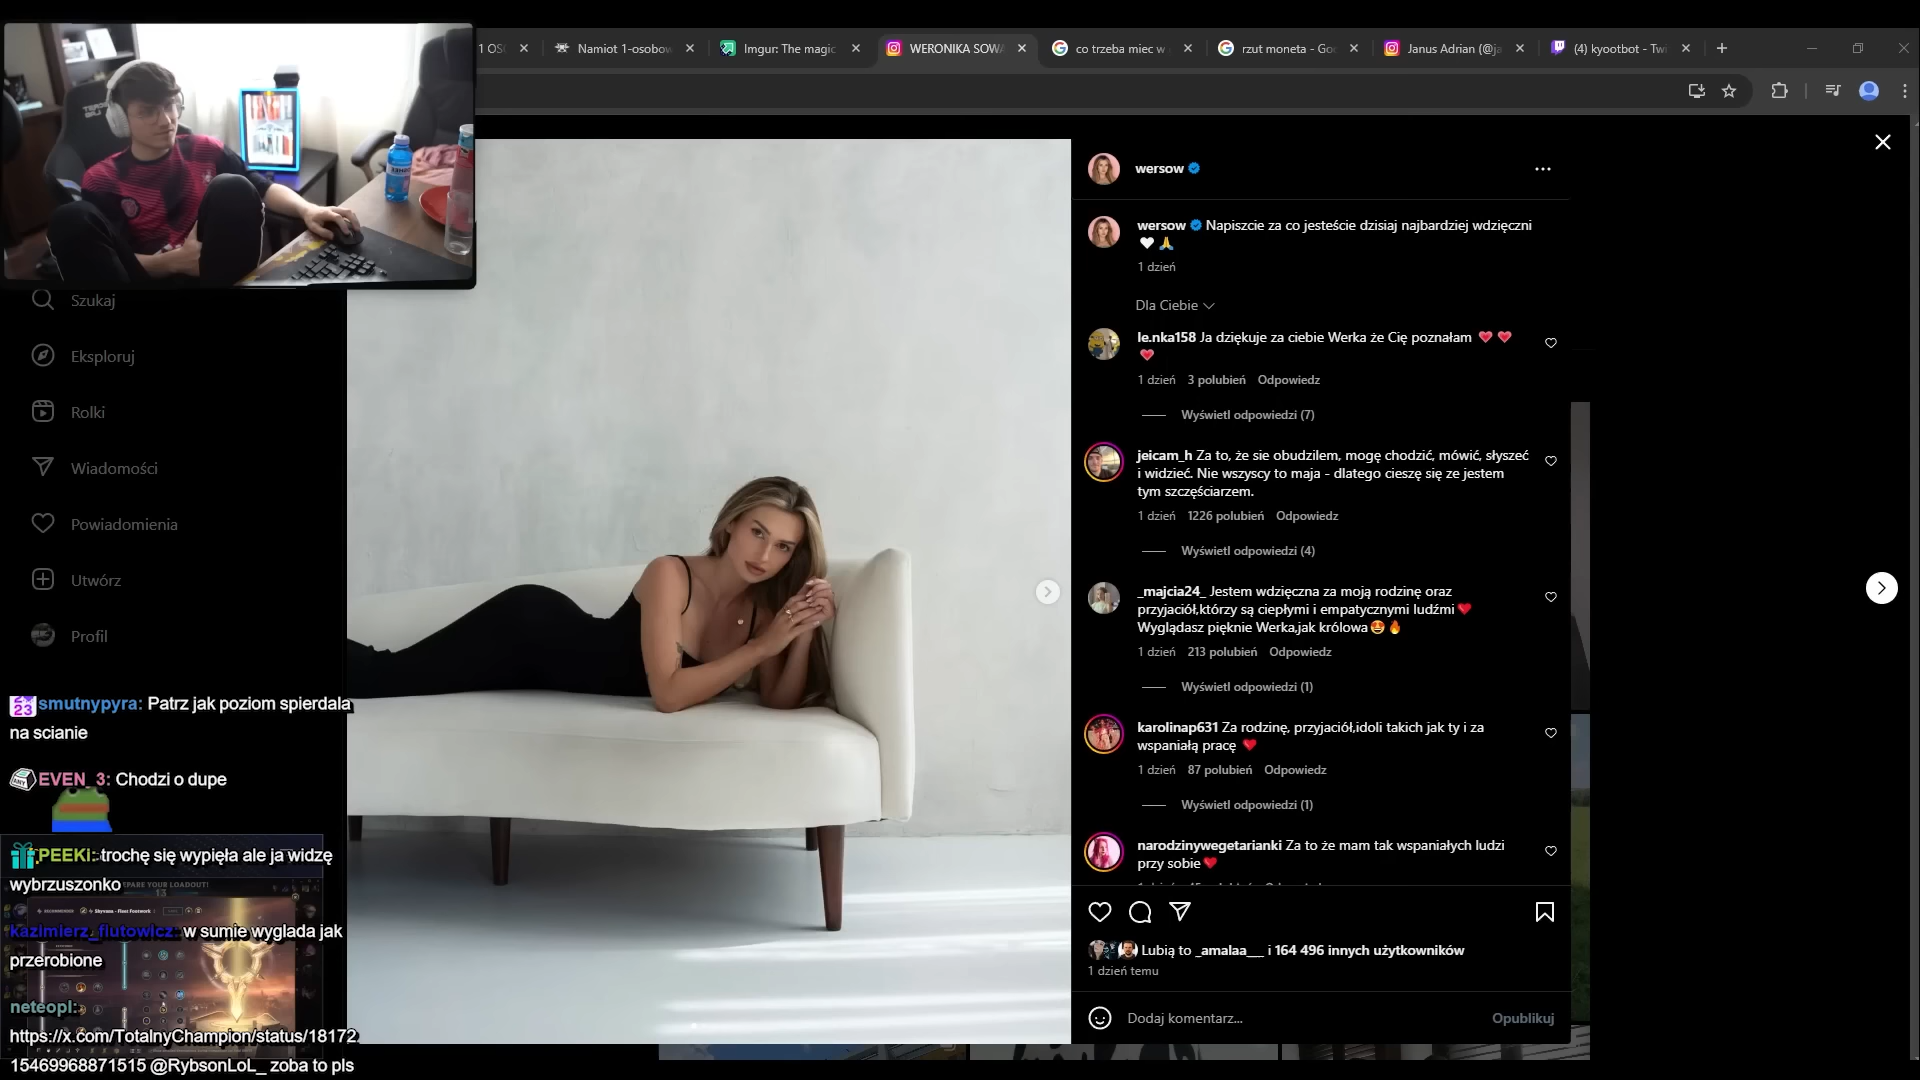 1 OS
Namiot 1-osobow
Imgur: The magic
WERONIKA SOWA
co trzeba miec w
rzut moneta - Goo
Janus Adrian (@ja
(4) kyootbot - Twi
wersow
wersow Napiszcie za co jesteście dzisiaj najbardziej wdzięczni
🤍🙏
1 dzień
Dla Ciebie
le.nka158 Ja dziękuje za ciebie Werka że Cię poznałam ❤️ ❤️
❤️
1 dzień 3 polubień Odpowiedz
Wyświetl odpowiedzi (7)
jeicam_h Za to, że sie obudzilem, mogę chodzić, mówić, słyszeć
i widzieć. Nie wszyscy to maja - dlatego cieszę się ze jestem
tym szczęściarzem.
1 dzień 1226 polubień Odpowiedz
Wyświetl odpowiedzi (4)
_majcia24_ Jestem wdzięczna za moją rodzinę oraz
przyjaciół,którzy są ciepłymi i empatycznymi ludźmi❤️
Wyglądasz pięknie Werka,jak królowa😍🔥
1 dzień 213 polubień Odpowiedz
Wyświetl odpowiedzi (1)
karolinap631 Za rodzinę, przyjaciół,idoli takich jak ty i za
wspaniałą pracę ❤️
1 dzień 87 polubień Odpowiedz
Wyświetl odpowiedzi (1)
narodzinywegetarianki Za to że mam tak wspaniałych ludzi
przy sobie❤️
Lubią to _amalaa___ i 164 496 innych użytkowników
1 dzień temu
Dodaj komentarz...
Opublikuj
Szukaj
Eksploruj
Rolki
Wiadomości
Powiadomienia
Utwórz
Profil
smutnypyra: Patrz jak poziom spierdala
na scianie
EVEN_3: Chodzi o dupe
PEEKI: trochę się wypięła ale ja widzę
wybrzuszonko
kazimierz_flutowicz: w sumie wyglada jak
przerobione
neteopl:
https://x.com/TotalnyChampion/status/18172
15469968871515 @RybsonLoL_ zoba to pls